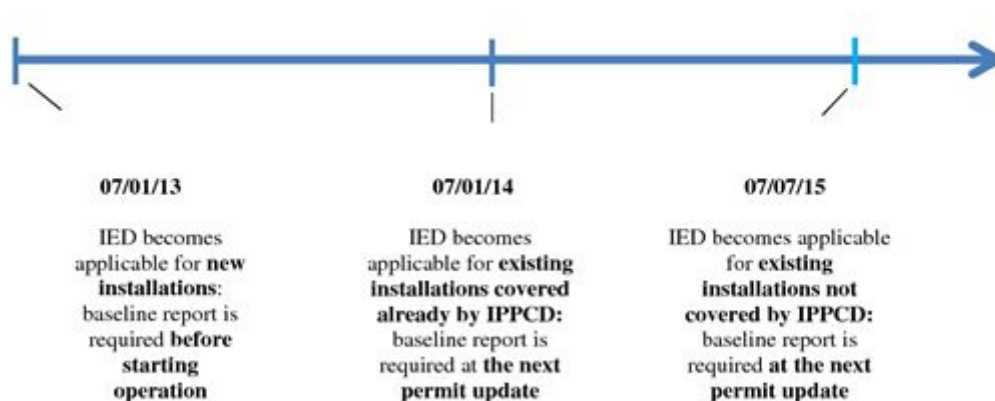 07/01/13
IED becomes
applicable for new
installations:
baseline report is
required before
starting
operation
07/01/14
IED becomes
applicable for existing
installations covered
already by IPPCD:
baseline report is
required at the next
permit update
07/07/15
IED becomes applicable
for existing
installations not
covered by IPPCD:
baseline report is
required at the next
permit update